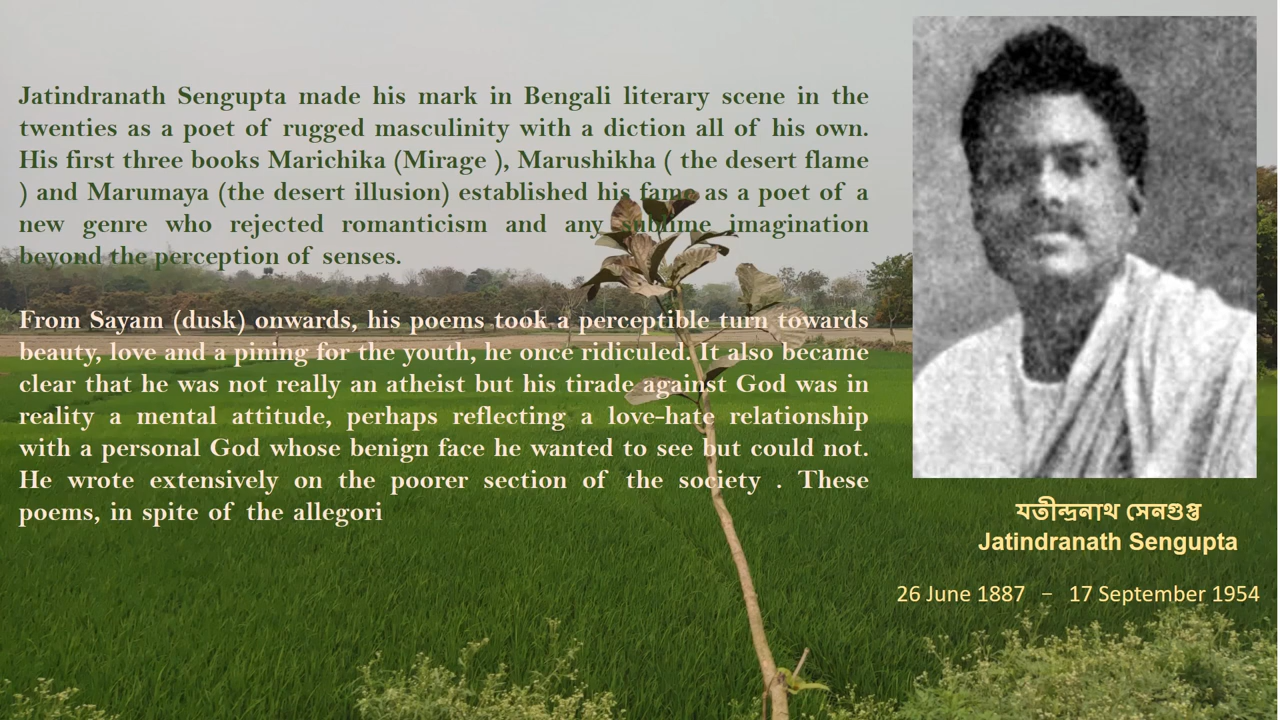 Jatindranath Sengupta made his mark in Bengali literary scene in the
twenties as a poet of rugged masculinity with a diction all of his own.
His first three books Marichika (Mirage ), Marushikha ( the desert flame
) and Marumaya (the desert illusion) established his fame as a poet of a
new genre who rejected romanticism and any sublime imagination
beyond the perception of senses.
From Sayam (dusk) onwards, his poems took a perceptible turn towards
beauty, love and a pining for the youth, he once ridiculed. It also became
clear that he was not really an atheist but his tirade against God was in
reality a mental attitude, perhaps reflecting a love-hate relationship
with a personal God whose benign face he wanted to see but could not.
He wrote extensively on the poorer section of the society . These
poems, in spite of the allegori
যতীন্দ্রনাথ সেনগুপ্ত
Jatindranath Sengupta
26 June 1887 – 17 September 1954